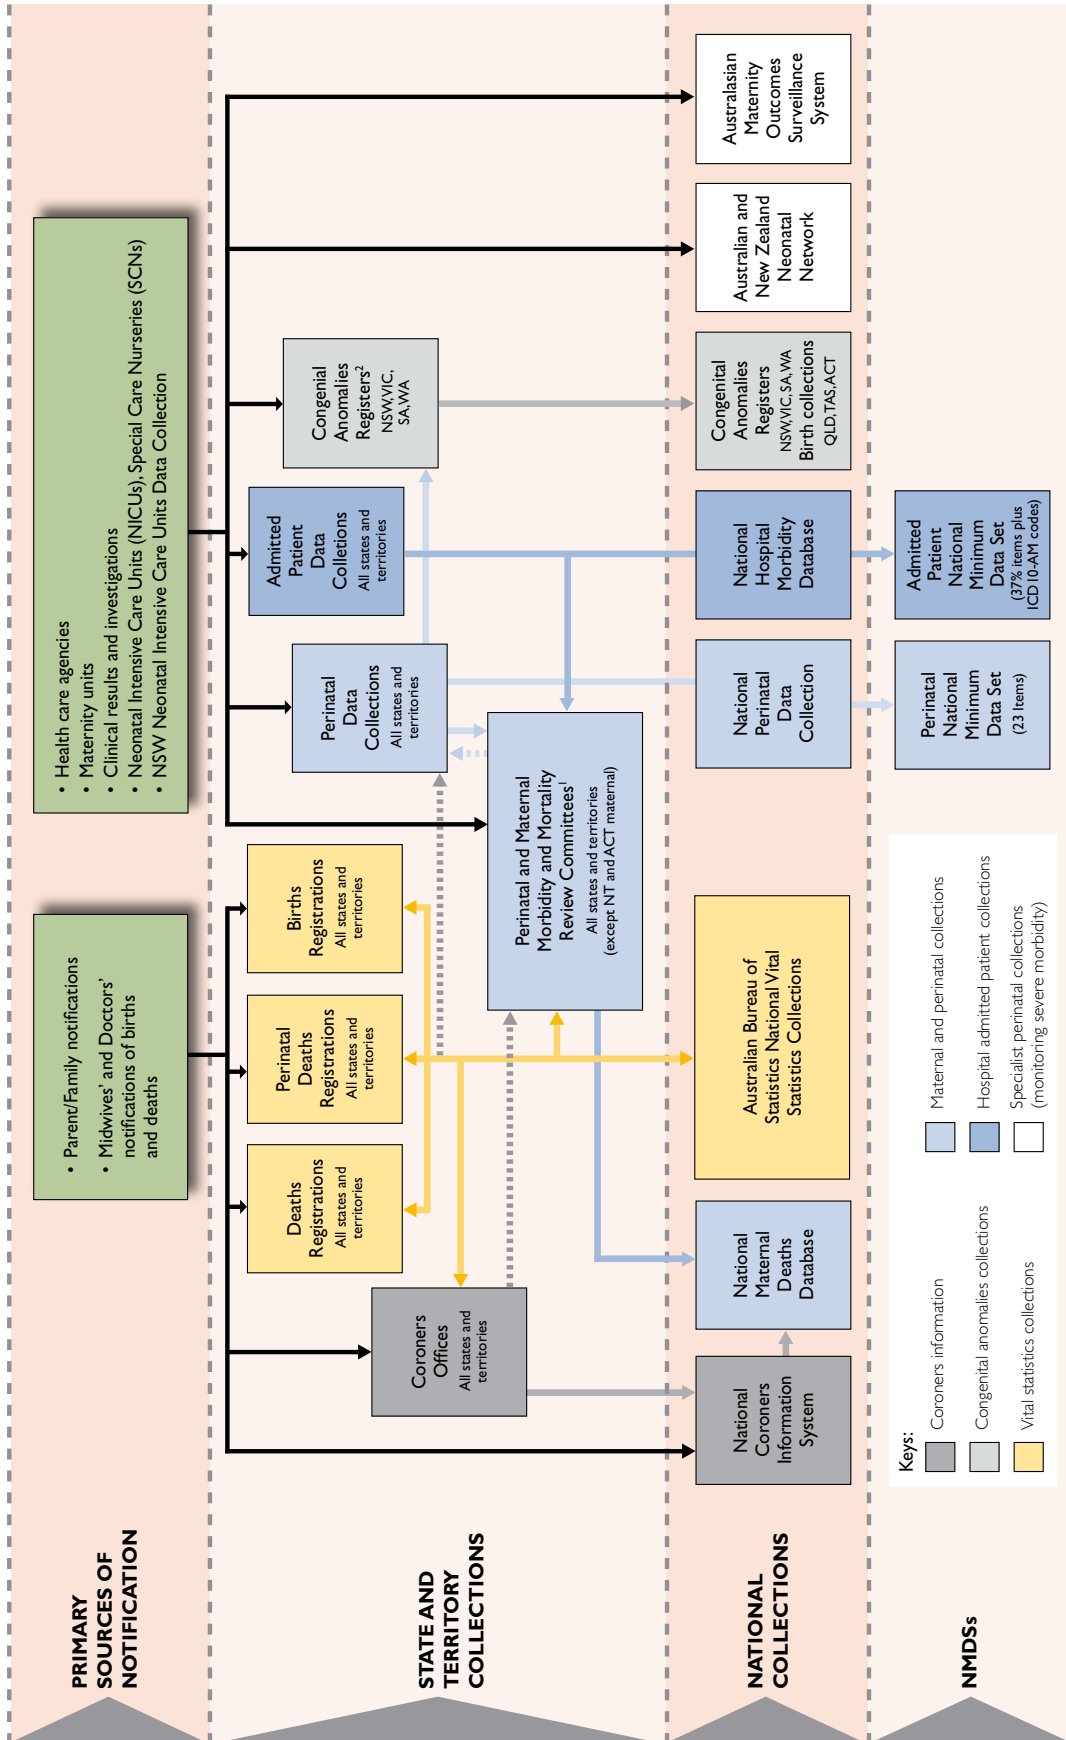 PRIMARY
SOURCES OF
NOTIFICATION
• Parent/Family notifications
• Midwives’ and Doctors’
notifications of births
and deaths
• Health care agencies
• Maternity units
• Clinical results and investigations
• Neonatal Intensive Care Units (NICUs), Special Care Nurseries (SCNs)
• NSW Neonatal Intensive Care Units Data Collection
STATE AND
TERRITORY
COLLECTIONS
Coroners
Offices
All states and
territories
Deaths
Registrations
All states and
territories
Perinatal
Deaths
Registrations
All states and
territories
Births
Registrations
All states and
territories
Perinatal and Maternal
Morbidity and Mortality
Review Committees¹
All states and territories
(except NT and ACT maternal)
Perinatal
Data
Collections
All states and
territories
Admitted
Patient
Data
Colletions
All states and
territories
Congenial
Anomalies
Registers²
NSW,VIC,
SA,WA
NATIONAL
COLLECTIONS
National
Coroners
Information
System
National
Maternal
Deaths
Database
Australian Bureau of
Statistics National Vital
Statistics Collections
National
Perinatal
Data
Collection
National
Hospital
Morbidity
Database
Congenital
Anomalies
Registers
NSW,VIC, SA,WA
Birth collections
QLD,TAS,ACT
Australian and
New Zealand
Neonatal
Network
Australasian
Maternity
Outcomes
Surveillance
System
NMDSs
Keys:
Coroners information
Congenital anomalies collections
Vital statistics collections
Maternal and perinatal collections
Hospital admitted patient collections
Specialist perinatal collections
(monitoring severe morbidity)
Perinatal
National
Minimum
Data Set
(23 Items)
Admitted
Patient
National
Minimum
Data Set
(37% items plus
ICD10-AM codes)